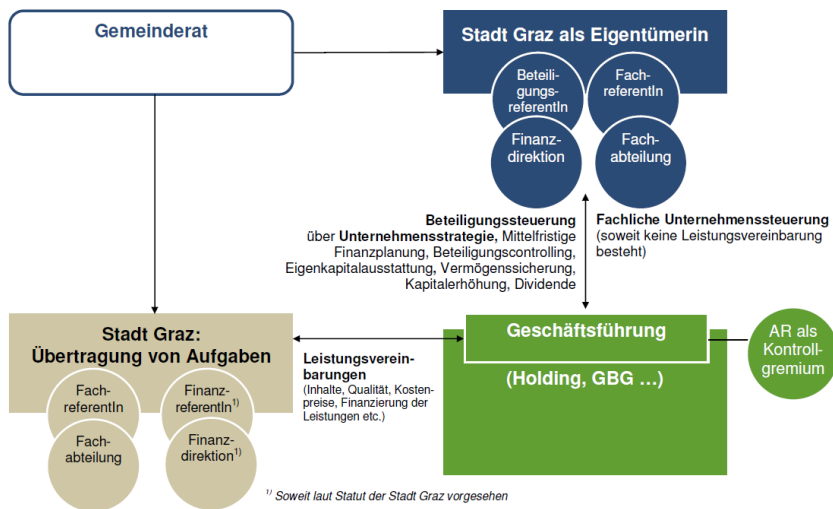 Gemeinderat
Stadt Graz als Eigentümerin
Beteili-
gungs-
referentIn
Fach-
referentIn
Finanz-
direktion
Fach-
abteilung
Beteiligungssteuerung
über Unternehmensstrategie, Mittelfristige
Finanzplanung, Beteiligungscontrolling,
Eigenkapitalausstattung, Vermögenssicherung,
Kapitalerhöhung, Dividende
Fachliche Unternehmenssteuerung
(soweit keine Leistungsvereinbarung
besteht)
Stadt Graz:
Übertragung von Aufgaben
Fach-
referentIn
Finanz-
referentIn1)
Fach-
abteilung
Finanz-
direktion1)
Leistungsverein-
barungen
(Inhalte, Qualität, Kosten-
preise, Finanzierung der
Leistungen etc.)
Geschäftsführung
(Holding, GBG ...)
AR als
Kontroll-
gremium
1) Soweit laut Statut der Stadt Graz vorgesehen